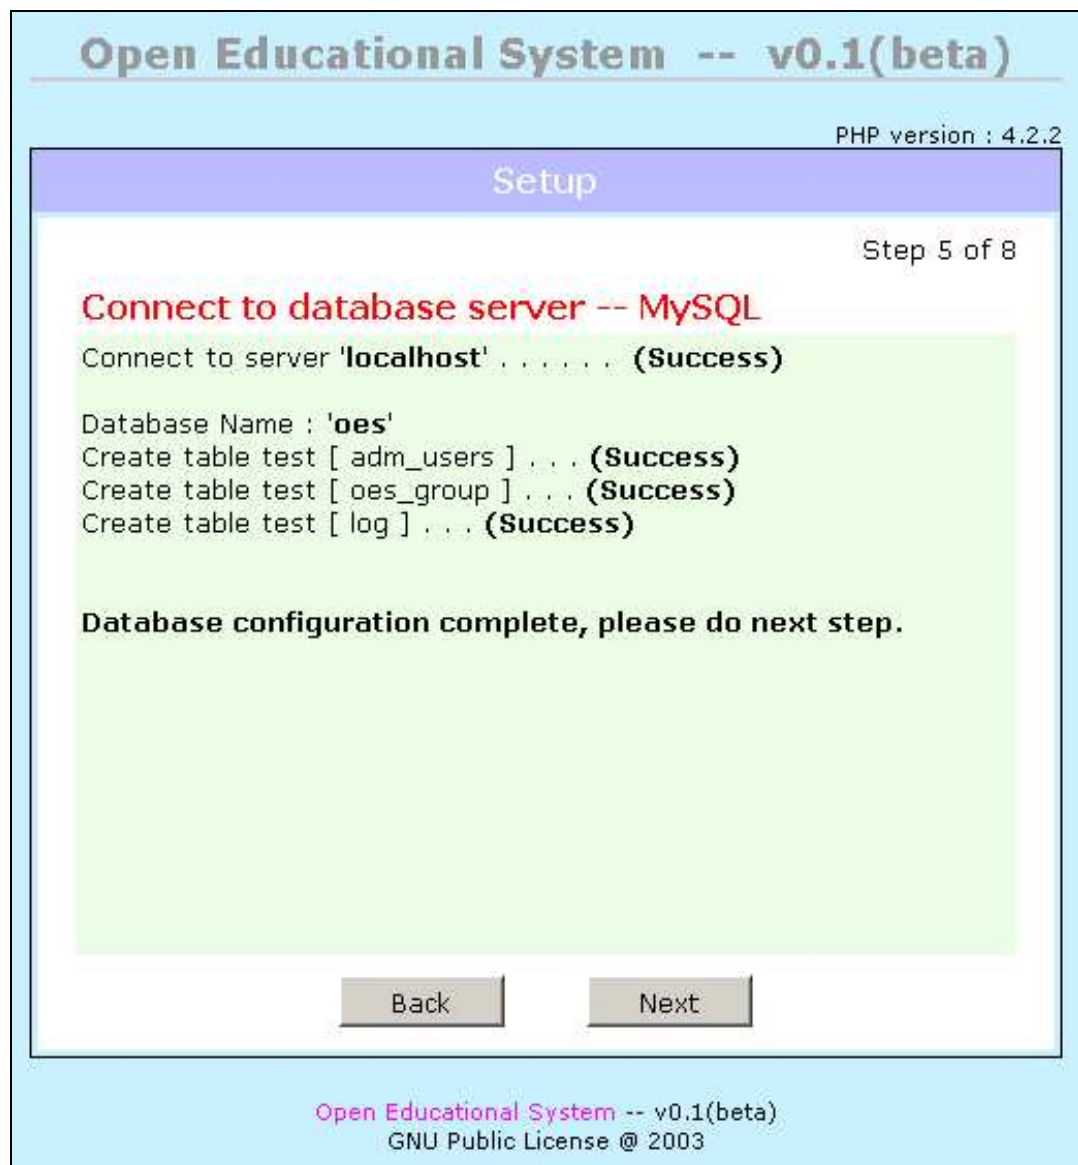 Open Educational System -- v0.1(beta)
PHP version : 4.2.2
Setup
Step 5 of 8
Connect to database server -- MySQL
Connect to server 'localhost' . . . . . . (Success)
Database Name : 'oes'
Create table test [ adm_users ] . . . (Success)
Create table test [ oes_group ] . . . (Success)
Create table test [ log ] . . . (Success)
Database configuration complete, please do next step.
Back Next
Open Educational System -- v0.1(beta)
GNU Public License @ 2003